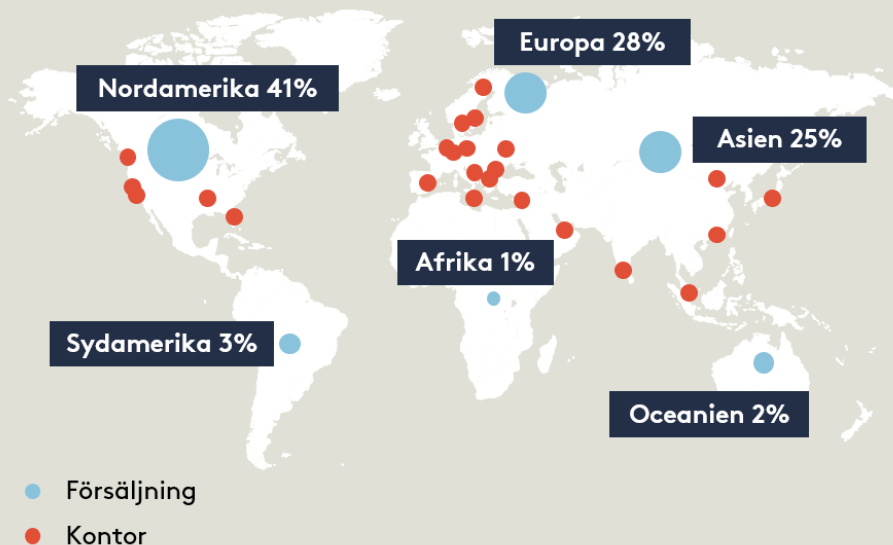 Europa 28%
Nordamerika 41%
Asien 25%
Afrika 1%
Sydamerika 3%
Oceanien 2%
Försäljning
Kontor